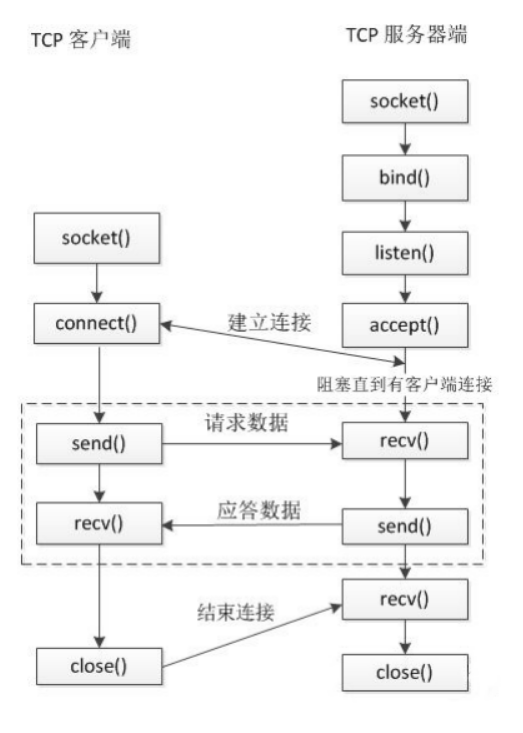 TCP 客户端
TCP 服务器端
socket()
bind()
socket()
listen()
connect()
建立连接
accept()
阻塞直到有客户端连接
请求数据
send()
recv()
recv()
应答数据
send()
recv()
结束连接
close()
close()